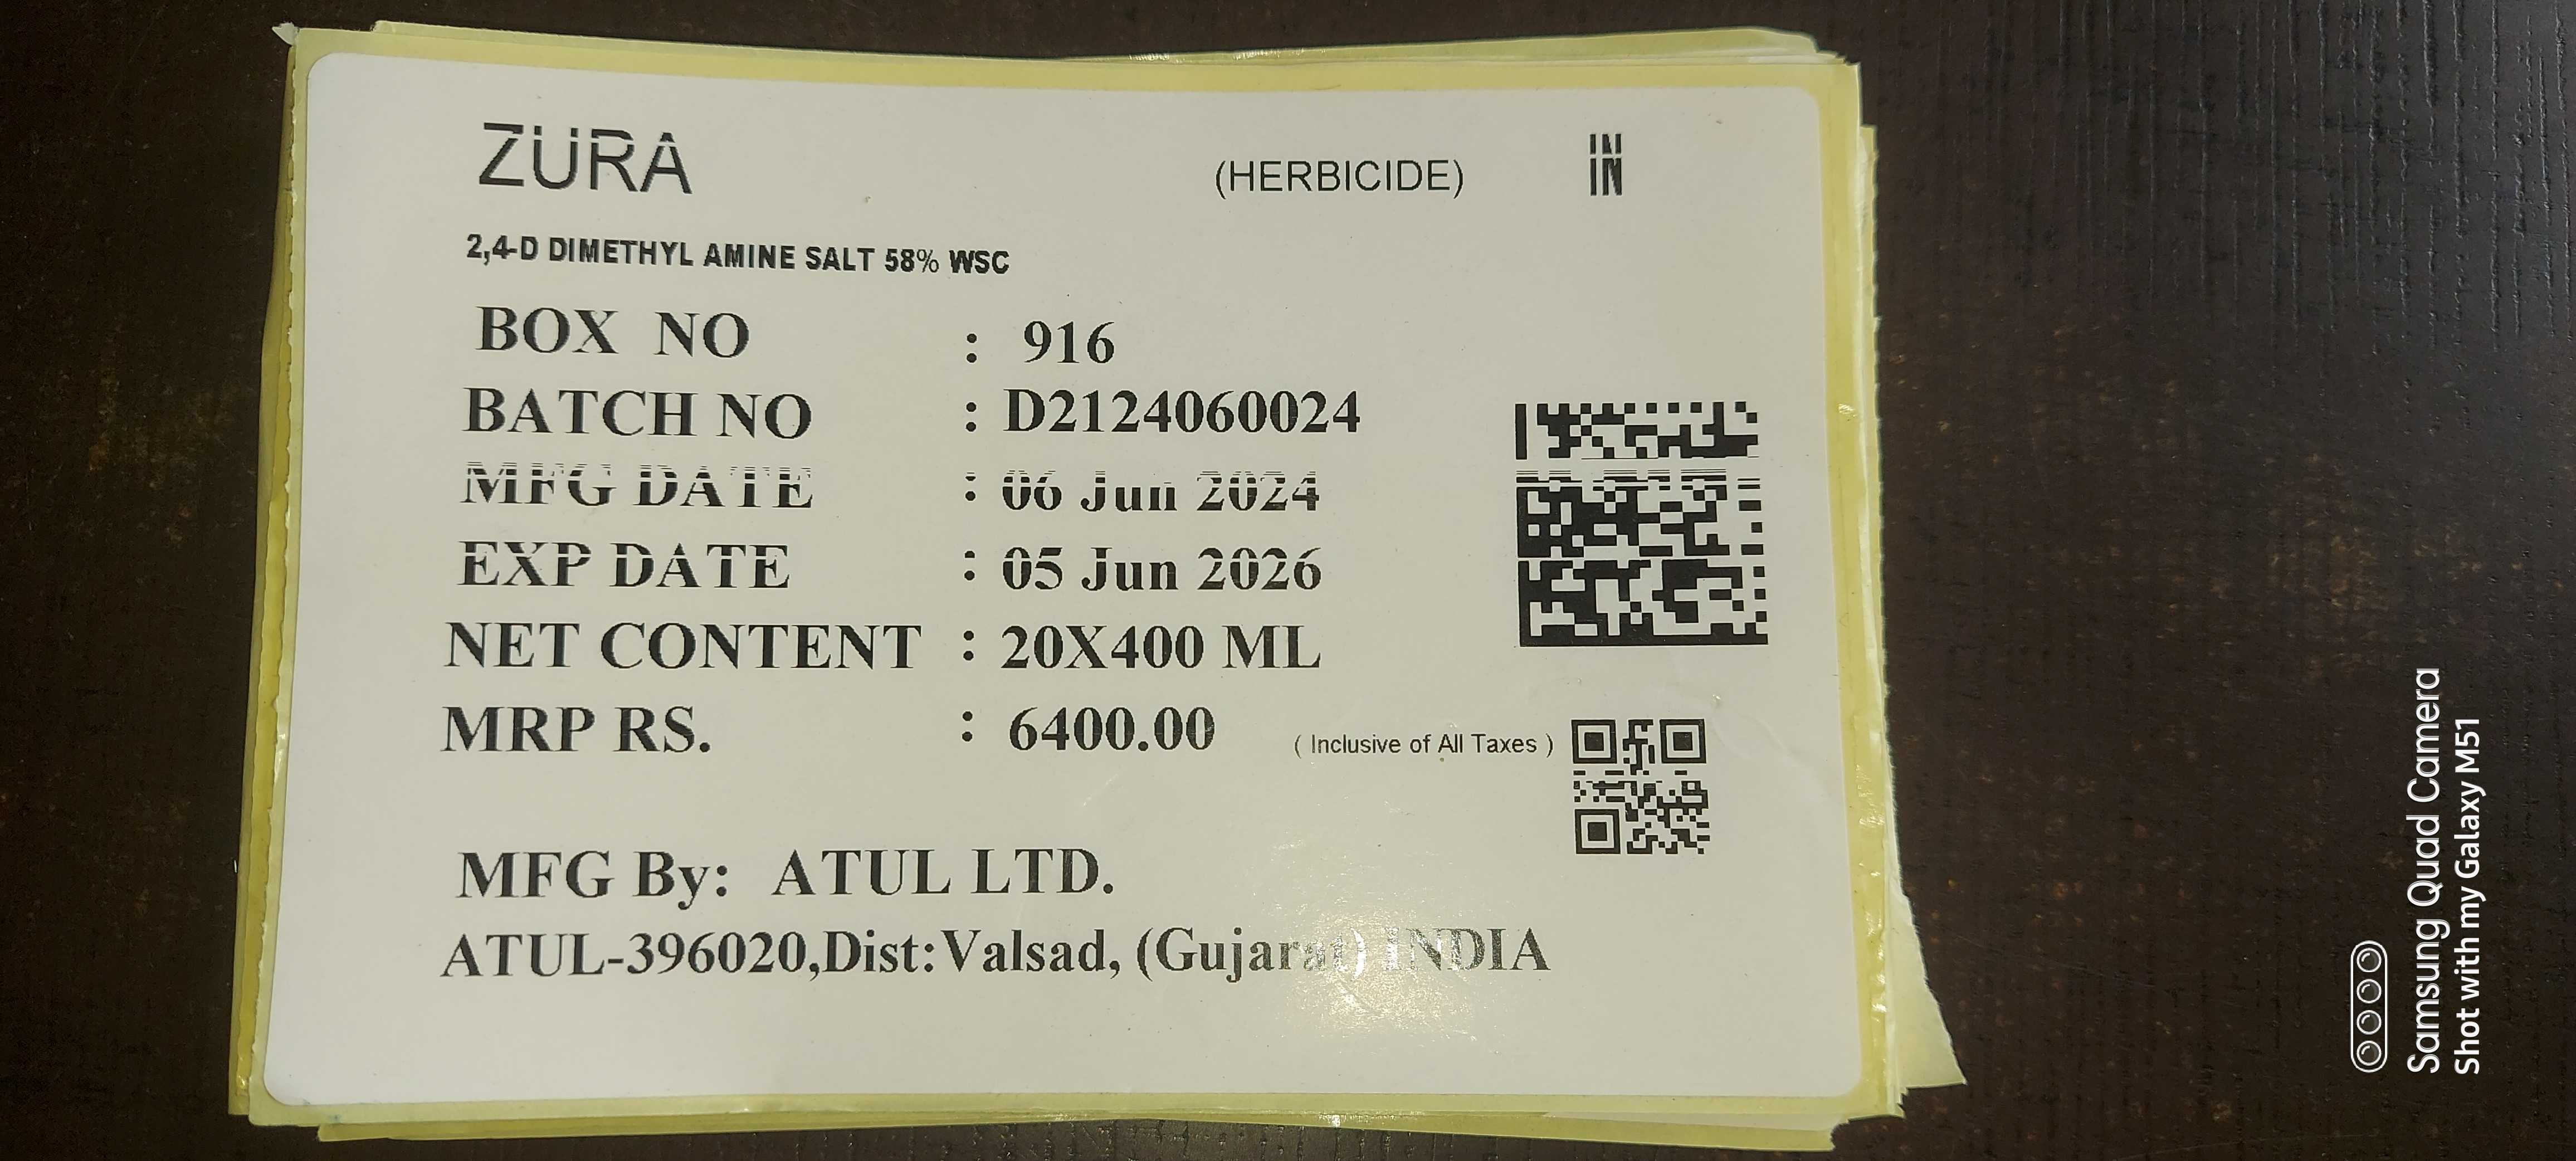 ZURA (HERBICIDE) IN
2,4-D DIMETHYL AMINE SALT 58% WSC
BOX NO : 916
BATCH NO : D2124060024
MFG DATE : 06 Jun 2024
EXP DATE : 05 Jun 2026
NET CONTENT : 20X400 ML
MRP RS. : 6400.00 ( Inclusive of All Taxes )
MFG By: ATUL LTD.
ATUL-396020,Dist:Valsad, (Gujarat) INDIA
Samsung Quad Camera
Shot with my Galaxy M51